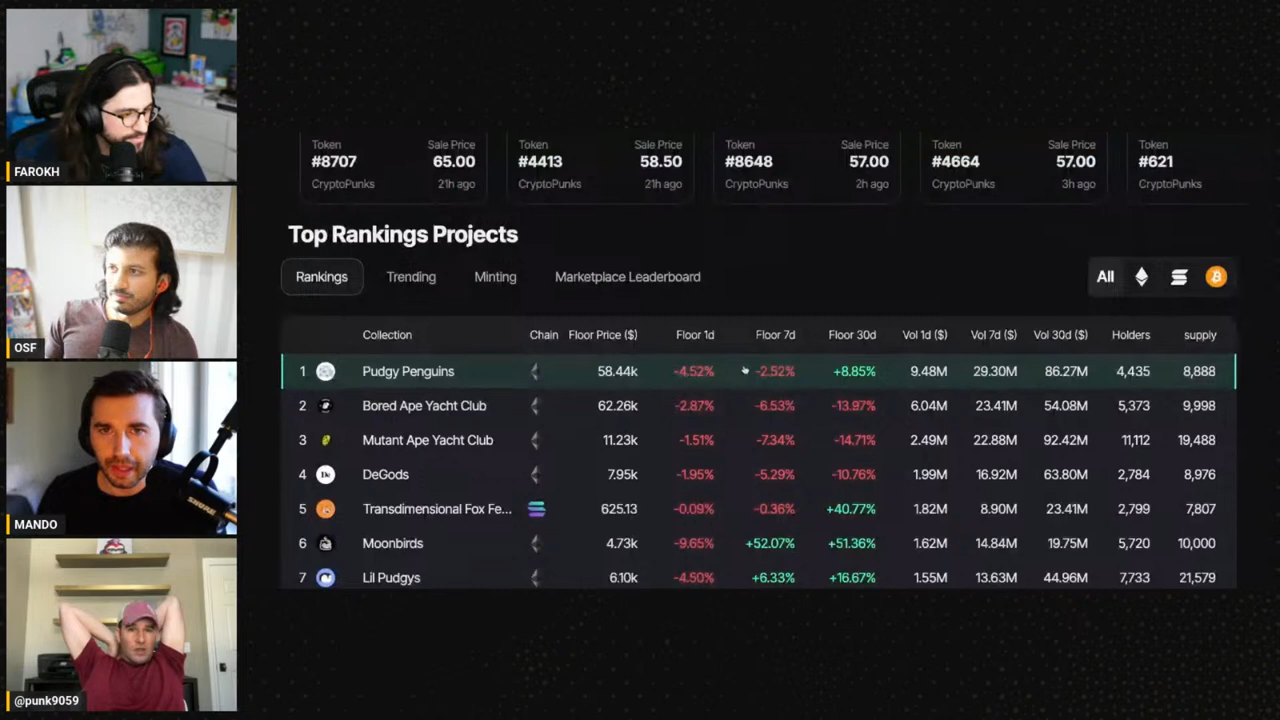 FAROKH
OSF
MANDO
SHURE
@punk9059
Token Sale Price Token Sale Price Token Sale Price Token Sale Price Token
#8707 65.00 #4413 58.50 #8648 57.00 #4664 57.00 #621
CryptoPunks 21h ago CryptoPunks 21h ago CryptoPunks 2h ago CryptoPunks 3h ago CryptoPunks
Top Rankings Projects
Rankings Trending Minting Marketplace Leaderboard All
Collection Chain Floor Price ($) Floor 1d Floor 7d Floor 30d Vol 1d ($) Vol 7d ($) Vol 30d ($) Holders supply
1 Pudgy Penguins 58.44k -4.52% -2.52% +8.85% 9.48M 29.30M 86.27M 4,435 8,888
2 Bored Ape Yacht Club 62.26k -2.87% -6.53% -13.97% 6.04M 23.41M 54.08M 5,373 9,998
3 Mutant Ape Yacht Club 11.23k -1.51% -7.34% -14.71% 2.49M 22.88M 92.42M 11,112 19,488
4 De DeGods 7.95k -1.95% -5.29% -10.76% 1.99M 16.92M 63.80M 2,784 8,976
5 Transdimensional Fox Fe... 625.13 -0.09% -0.36% +40.77% 1.82M 8.90M 23.41M 2,799 7,807
6 Moonbirds 4.73k -9.65% +52.07% +51.36% 1.62M 14.84M 19.75M 5,720 10,000
7 Lil Pudgys 6.10k -4.50% +6.33% +16.67% 1.55M 13.63M 44.96M 7,733 21,579